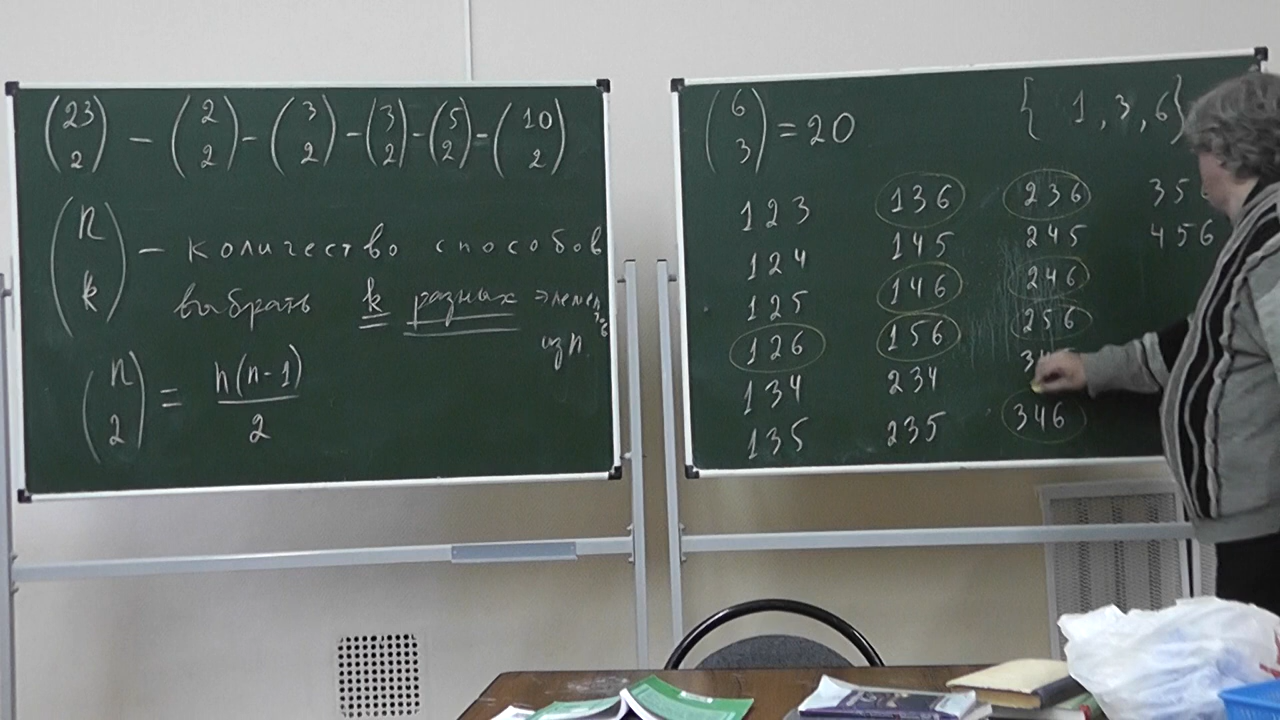 (23 2) - (2 2) - (3 2) - (3 2) - (5 2) - (10 2)
(n k) - количество способов
выбрать k разных элементов
из n.
(n 2) = n(n-1) / 2
(6 3) = 20 { 1, 3, 6}
123 136 236 35
124 145 245 456
125 146 246
126 156 256
134 234
135 235 346